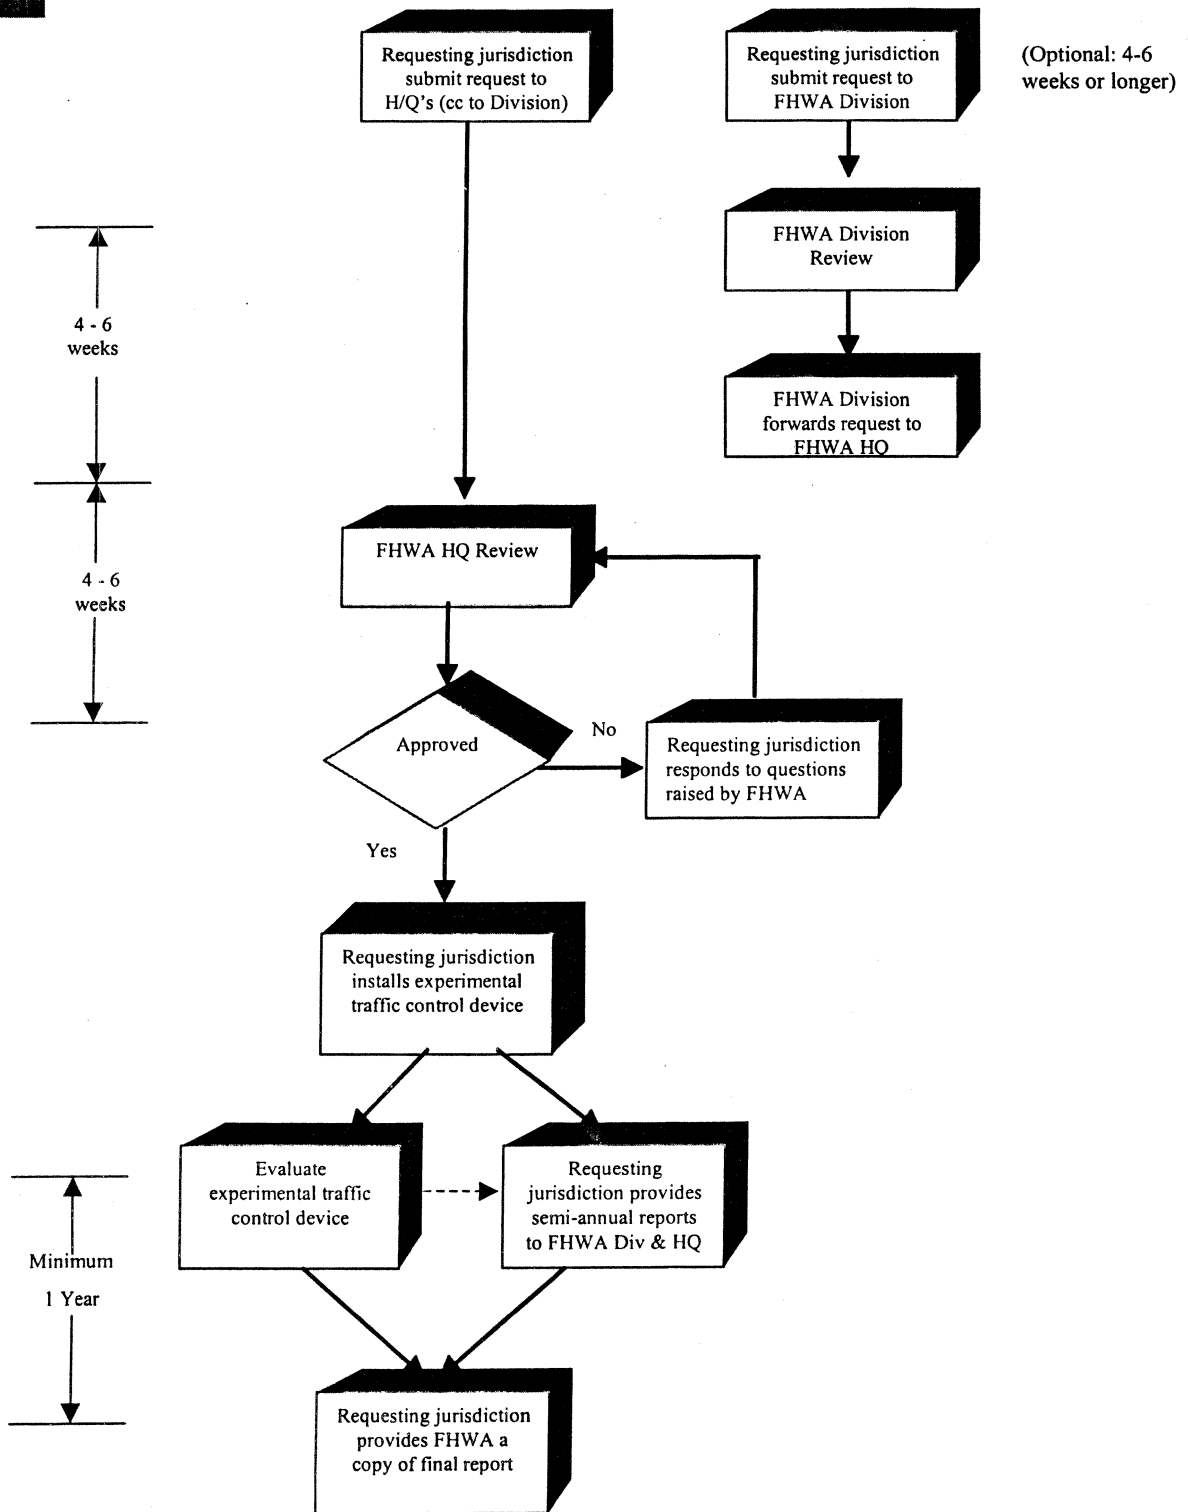 Requesting jurisdiction
submit request to
H/Q's (cc to Division)
Requesting jurisdiction
submit request to
FHWA Division
(Optional: 4-6
weeks or longer)
FHWA Division
Review
4 - 6
weeks
FHWA Division
forwards request to
FHWA HQ
FHWA HQ Review
4 - 6
weeks
Approved
No
Requesting jurisdiction
responds to questions
raised by FHWA
Yes
Requesting jurisdiction
installs experimental
traffic control device
Evaluate
experimental traffic
control device
Requesting
jurisdiction provides
semi-annual reports
to FHWA Div & HQ
Minimum
1 Year
Requesting jurisdiction
provides FHWA a
copy of final report